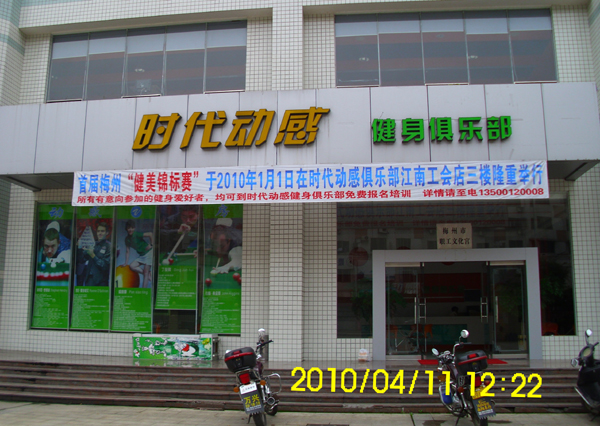 时代动感 健身俱乐部
首届梅州“健美锦标赛”于2010年1月1日在时代动感俱乐部江南工会店三楼隆重举行
所有有意向参加的健身爱好者，均可到时代动感健身俱乐部免费报名培训 详情请至电13500120008
梅州市
职工文化宫
2010/04/11 12:22